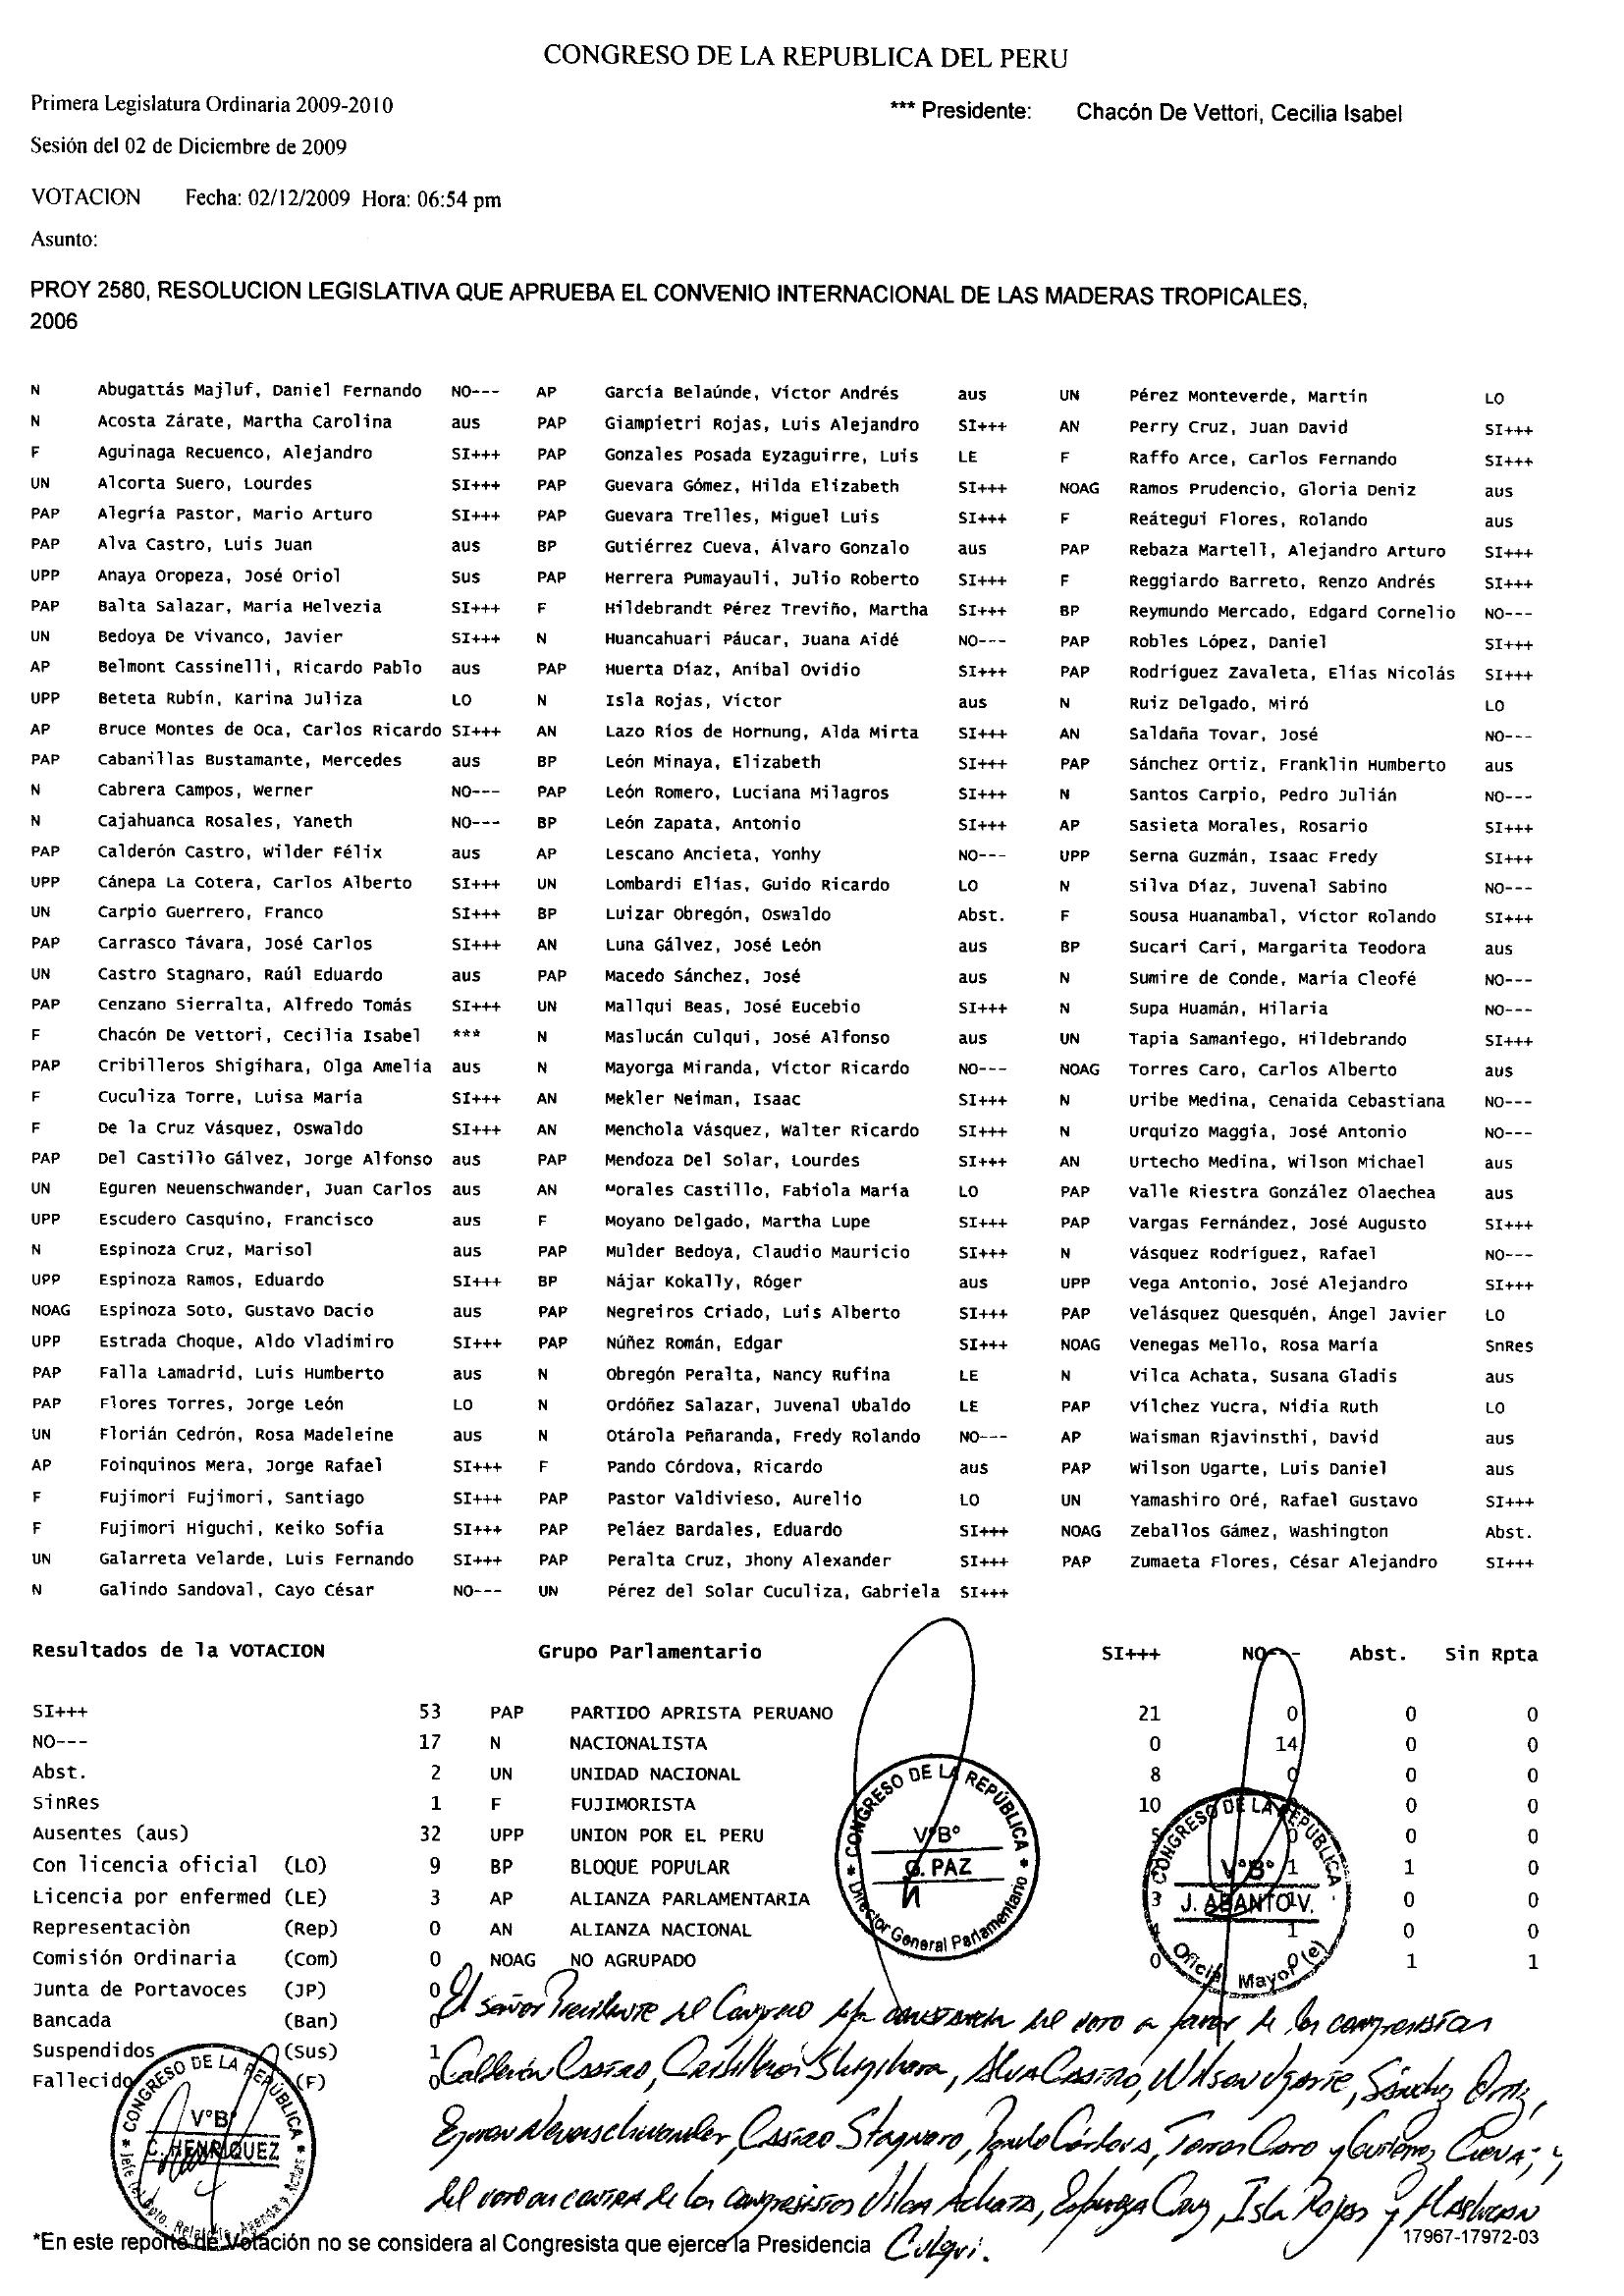 CONGRESO DE LA REPUBLICA DEL PERU
Primera Legislatura Ordinaria 2009-2010 *** Presidente: Chacón De Vettori, Cecilia Isabel
Sesión del 02 de Diciembre de 2009
VOTACION Fecha: 02/12/2009 Hora: 06:54 pm
Asunto:
PROY 2580, RESOLUCION LEGISLATIVA QUE APRUEBA EL CONVENIO INTERNACIONAL DE LAS MADERAS TROPICALES,
2006
N Abugattás Majluf, Daniel Fernando NO--- AP García Belaúnde, Víctor Andrés aus UN Pérez Monteverde, Martín LO
N Acosta Zárate, Martha Carolina aus PAP Giampietri Rojas, Luis Alejandro SI+++ AN Perry Cruz, Juan David SI+++
F Aguinaga Recuenco, Alejandro SI+++ PAP Gonzales Posada Eyzaguirre, Luis LE F Raffo Arce, Carlos Fernando SI+++
UN Alcorta Suero, Lourdes SI+++ PAP Guevara Gómez, Hilda Elizabeth SI+++ NOAG Ramos Prudencio, Gloria Deniz aus
PAP Alegría Pastor, Mario Arturo SI+++ PAP Guevara Trelles, Miguel Luis SI+++ F Reátegui Flores, Rolando aus
PAP Alva Castro, Luis Juan aus BP Gutiérrez Cueva, Álvaro Gonzalo aus PAP Rebaza Martell, Alejandro Arturo SI+++
UPP Anaya Oropeza, José Oriol Sus PAP Herrera Pumayauli, Julio Roberto SI+++ F Reggiardo Barreto, Renzo Andrés SI+++
PAP Balta Salazar, María Helvezia SI+++ F Hildebrandt Pérez Treviño, Martha SI+++ BP Reymundo Mercado, Edgard Cornelio NO---
UN Bedoya De Vivanco, Javier SI+++ N Huancahuari Páucar, Juana Aidé NO--- PAP Robles López, Daniel SI+++
AP Belmont Cassinelli, Ricardo Pablo aus PAP Huerta Díaz, Anibal Ovidio SI+++ PAP Rodríguez Zavaleta, Elías Nicolás SI+++
UPP Beteta Rubín, Karina Juliza LO N Isla Rojas, Víctor aus N Ruiz Delgado, Miró LO
AP Bruce Montes de Oca, Carlos Ricardo SI+++ AN Lazo Ríos de Hornung, Alda Mirta SI+++ AN Saldaña Tovar, José NO---
PAP Cabanillas Bustamante, Mercedes aus BP León Minaya, Elizabeth SI+++ PAP Sánchez Ortiz, Franklin Humberto aus
N Cabrera Campos, Werner NO--- PAP León Romero, Luciana Milagros SI+++ N Santos Carpio, Pedro Julián NO---
N Cajahuanca Rosales, Yaneth NO--- BP León Zapata, Antonio SI+++ AP Sasieta Morales, Rosario SI+++
PAP Calderón Castro, Wilder Félix aus AP Lescano Ancieta, Yonhy NO--- UPP Serna Guzmán, Isaac Fredy SI+++
UPP Cánepa La Cotera, Carlos Alberto SI+++ UN Lombardi Elías, Guido Ricardo LO N Silva Díaz, Juvenal Sabino NO---
UN Carpio Guerrero, Franco SI+++ BP Luizar Obregón, Oswaldo Abst. F Sousa Huanambal, Víctor Rolando SI+++
PAP Carrasco Távara, José Carlos SI+++ AN Luna Gálvez, José León aus BP Sucari Cari, Margarita Teodora aus
UN Castro Stagnaro, Raúl Eduardo aus PAP Macedo Sánchez, José aus N Sumire de Conde, María Cleofé NO---
PAP Cenzano Sierralta, Alfredo Tomás SI+++ UN Mallqui Beas, José Eucebio SI+++ N Supa Huamán, Hilaria NO---
F Chacón De Vettori, Cecilia Isabel *** N Maslucán Culqui, José Alfonso aus UN Tapia Samaniego, Hildebrando SI+++
PAP Cribilleros Shigihara, Olga Amelia aus N Mayorga Miranda, Víctor Ricardo NO--- NOAG Torres Caro, Carlos Alberto aus
F Cuculiza Torre, Luisa María SI+++ AN Mekler Neiman, Isaac SI+++ N Uribe Medina, Cenaida Cebastiana NO---
F De la Cruz Vásquez, Oswaldo SI+++ AN Menchola Vásquez, Walter Ricardo SI+++ N Urquizo Maggia, José Antonio NO---
PAP Del Castillo Gálvez, Jorge Alfonso aus PAP Mendoza Del Solar, Lourdes SI+++ AN Urtecho Medina, Wilson Michael aus
UN Eguren Neuenschwander, Juan Carlos aus AN Morales Castillo, Fabiola María LO PAP Valle Riestra González Olaechea aus
UPP Escudero Casquino, Francisco aus F Moyano Delgado, Martha Lupe SI+++ PAP Vargas Fernández, José Augusto SI+++
N Espinoza Cruz, Marisol aus PAP Mulder Bedoya, Claudio Mauricio SI+++ N Vásquez Rodríguez, Rafael NO---
UPP Espinoza Ramos, Eduardo SI+++ BP Nájar Kokally, Róger aus UPP Vega Antonio, José Alejandro SI+++
NOAG Espinoza Soto, Gustavo Dacio aus PAP Negreiros Criado, Luis Alberto SI+++ PAP Velásquez Quesquén, Ángel Javier LO
UPP Estrada Choque, Aldo Vladimiro SI+++ PAP Núñez Román, Edgar SI+++ NOAG Venegas Mello, Rosa María SnRes
PAP Falla Lamadrid, Luis Humberto aus N Obregón Peralta, Nancy Rufina LE N Vilca Achata, Susana Gladis aus
PAP Flores Torres, Jorge León LO N Ordóñez Salazar, Juvenal Ubaldo LE PAP Vílchez Yucra, Nidia Ruth LO
UN Florián Cedrón, Rosa Madeleine aus N Otárola Peñaranda, Fredy Rolando NO--- AP Waisman Rjavinsthi, David aus
AP Foinquinos Mera, Jorge Rafael SI+++ F Pando Córdova, Ricardo aus PAP Wilson Ugarte, Luis Daniel aus
F Fujimori Fujimori, Santiago SI+++ PAP Pastor Valdivieso, Aurelio LO UN Yamashiro Oré, Rafael Gustavo SI+++
F Fujimori Higuchi, Keiko Sofía SI+++ PAP Peláez Bardales, Eduardo SI+++ NOAG Zeballos Gámez, Washington Abst.
UN Galarreta Velarde, Luis Fernando SI+++ PAP Peralta Cruz, Jhony Alexander SI+++ PAP Zumaeta Flores, César Alejandro SI+++
N Galindo Sandoval, Cayo César NO--- UN Pérez del Solar Cuculiza, Gabriela SI+++
Resultados de la VOTACION Grupo Parlamentario SI+++ NO--- Abst. Sin Rpta
SI+++ 53 PAP PARTIDO APRISTA PERUANO 21 0 0 0
NO--- 17 N NACIONALISTA 0 14 0 0
Abst. 2 UN UNIDAD NACIONAL 8 0 0 0
SinRes 1 F FUJIMORISTA 10 0 0
Ausentes (aus) 32 UPP UNION POR EL PERU 5 0 0 0
Con licencia oficial (LO) 9 BP BLOQUE POPULAR 1 1 0
Licencia por enfermed (LE) 3 AP ALIANZA PARLAMENTARIA 3 1 0 0
Representaciòn (Rep) 0 AN ALIANZA NACIONAL 1 0 0
Comisión Ordinaria (Com) 0 NOAG NO AGRUPADO 0 0 1 1
Junta de Portavoces (JP) 0
Bancada (Ban) 0
Suspendidos (Sus) 1
Fallecido (F) 0
CONGRESO DE LA REPÚBLICA
V°B°
G. PAZ
Director General Parlamentario
CONGRESO DE LA REPÚBLICA
V°B°
J. ABANTO V.
Oficial Mayor (e)
CONGRESO DE LA REPÚBLICA
V°B°
C. HENRIQUEZ
Jefe del Dpto. Relatoría, Agenda y Actas
El señor Presidente del Congreso deja constancia del voto a favor de los congresistas
Calderón Castro, Cribilleros Shigihara, Alva Castro, Wilson Ugarte, Sánchez Ortiz,
Eguren Neuenschwander, Castro Stagnaro, Pando Córdova, Torres Caro y Gutiérrez Cueva; y
del voto en contra de los congresistas Vilca Achata, Espinoza Cruz, Isla Rojas y Maslucán
Culqui.
*En este reporte de Votación no se considera al Congresista que ejerce la Presidencia
17967-17972-03